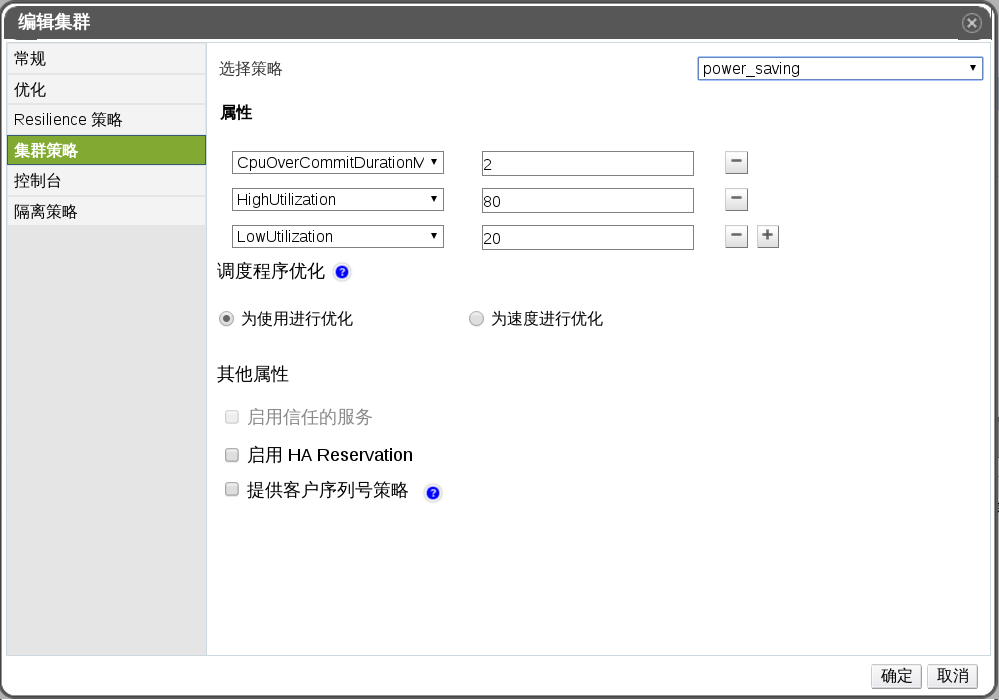 编辑集群
常规
优化
Resilience 策略
集群策略
控制台
隔离策略
选择策略
power_saving
属性
CpuOverCommitDurationM
2
HighUtilization
80
LowUtilization
20
调度程序优化
为使用进行优化
为速度进行优化
其他属性
启用信任的服务
启用 HA Reservation
提供客户序列号策略
确定
取消